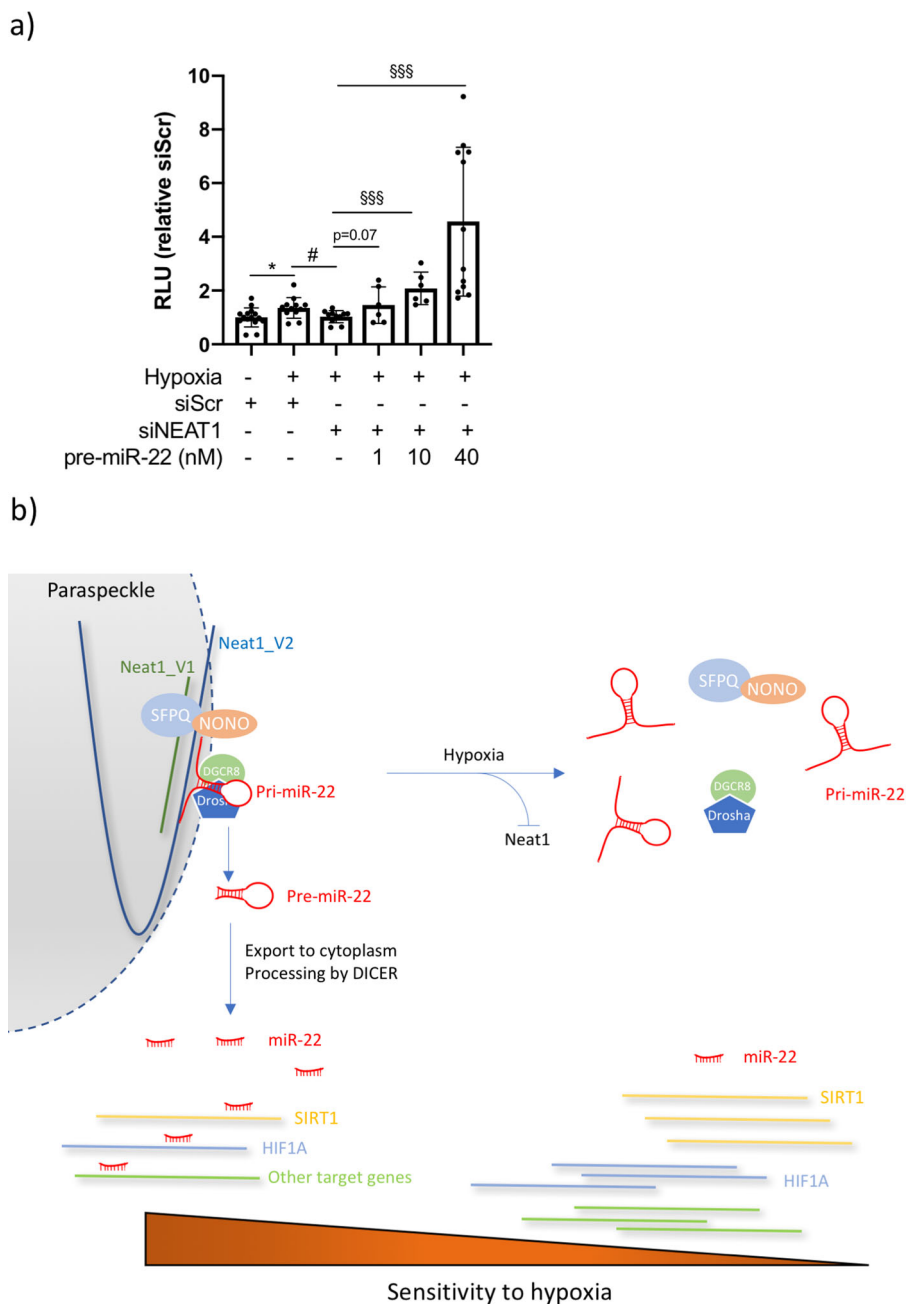 a)
RLU (relative siScr)
10
8
6
4
2
0
*
#
p=0.07
§§§
§§§
Hypoxia - + + + + +
siScr + + - - - -
siNEAT1 - - + + + +
pre-miR-22 (nM) - - - 1 10 40
b)
Paraspeckle
Neat1_V2
Neat1_V1
SFPQ
NONO
DGCR8
Drosha
Pri-miR-22
Hypoxia
Neat1
SFPQ
NONO
DGCR8
Drosha
Pri-miR-22
Pre-miR-22
Export to cytoplasm
Processing by DICER
miR-22
SIRT1
HIF1A
Other target genes
miR-22
SIRT1
HIF1A
Sensitivity to hypoxia